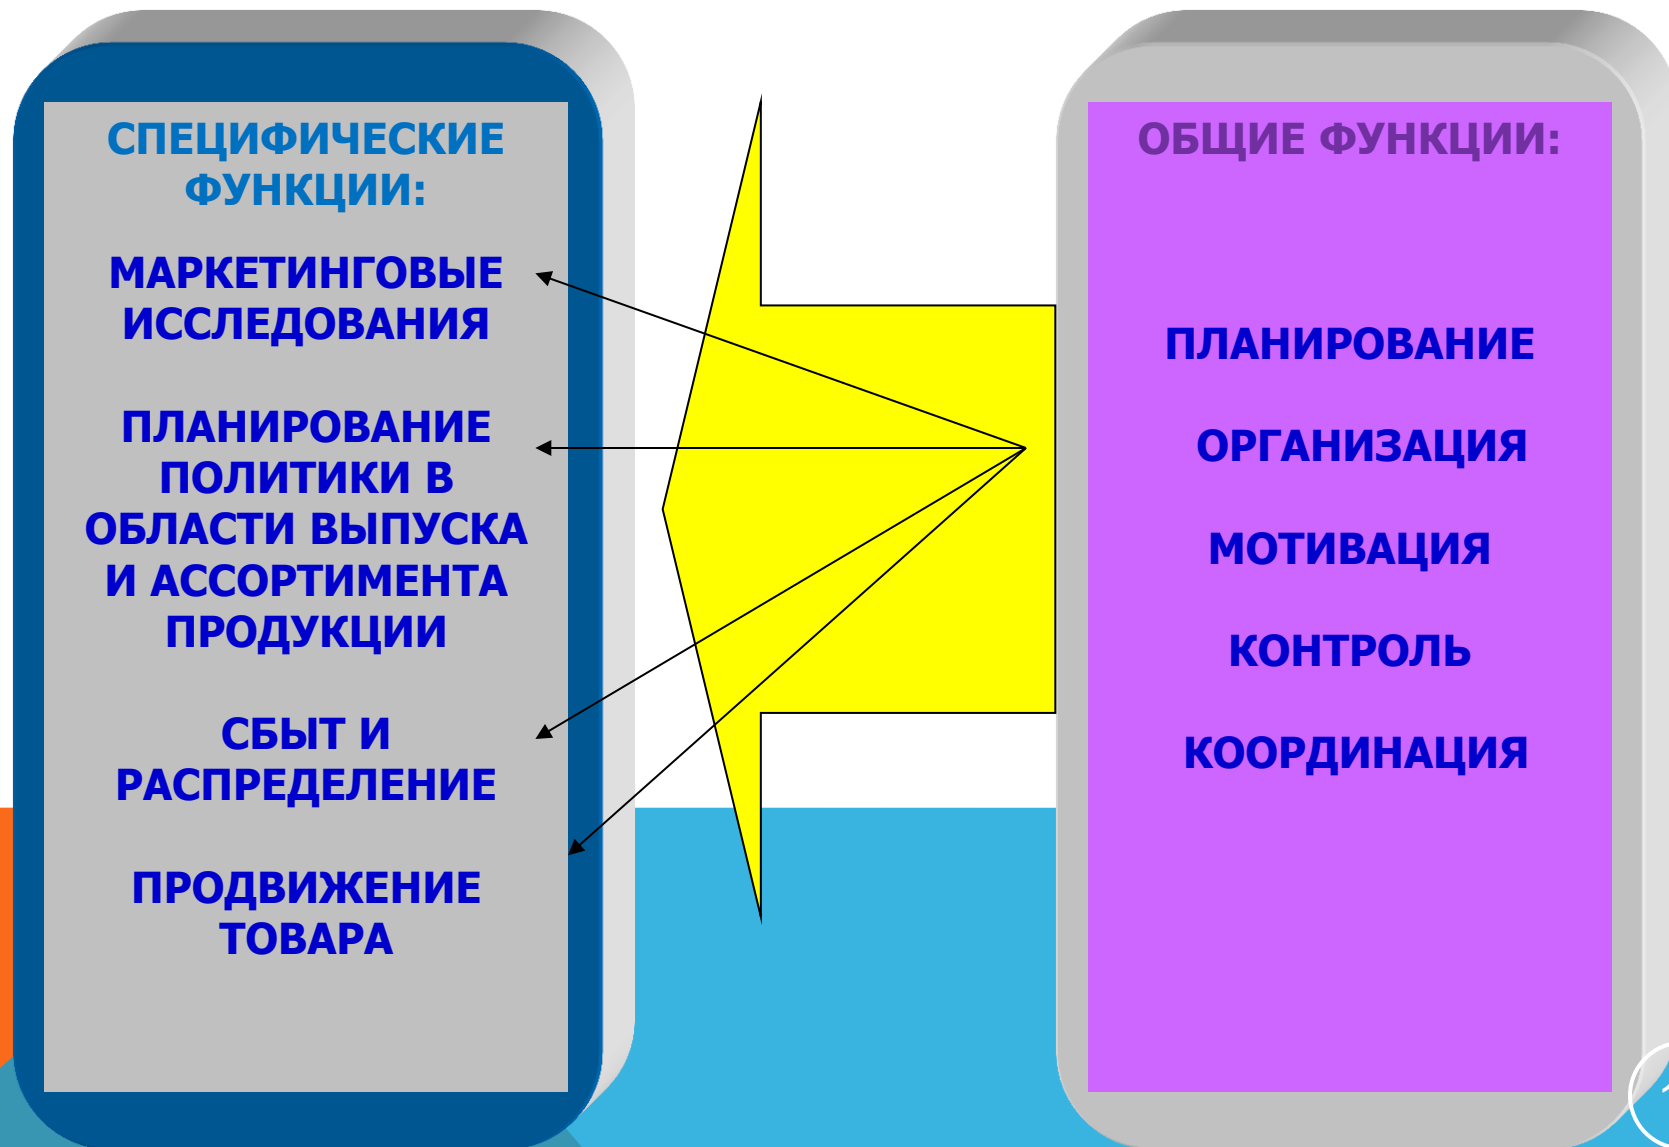 СПЕЦИФИЧЕСКИЕ
ФУНКЦИИ:
МАРКЕТИНГОВЫЕ
ИССЛЕДОВАНИЯ
ПЛАНИРОВАНИЕ
ПОЛИТИКИ В
ОБЛАСТИ ВЫПУСКА
И АССОРТИМЕНТА
ПРОДУКЦИИ
СБЫТ И
РАСПРЕДЕЛЕНИЕ
ПРОДВИЖЕНИЕ
ТОВАРА
ОБЩИЕ ФУНКЦИИ:
ПЛАНИРОВАНИЕ
ОРГАНИЗАЦИЯ
МОТИВАЦИЯ
КОНТРОЛЬ
КООРДИНАЦИЯ